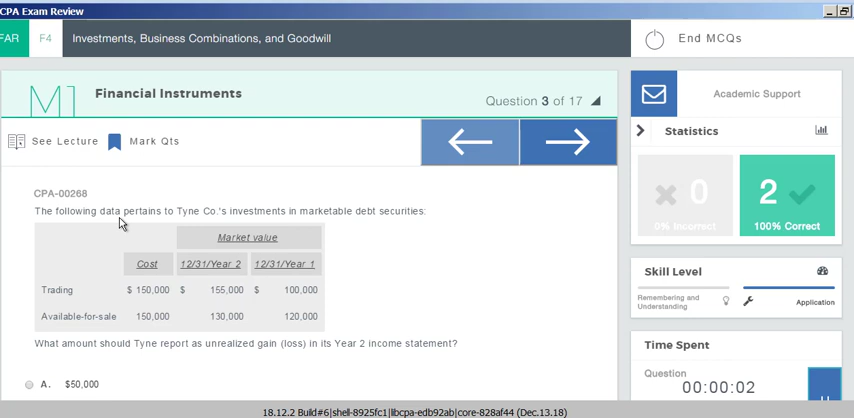 CPA Exam Review
FAR F4 Investments, Business Combinations, and Goodwill End MCQs
M1 Financial Instruments Question 3 of 17
See Lecture Mark Qts
Academic Support
Statistics
0 2
0% Incorrect 100% Correct
CPA-00268
The following data pertains to Tyne Co.'s investments in marketable debt securities:
Market value
Cost 12/31/Year 2 12/31/Year 1
Trading $ 150,000 $ 155,000 $ 100,000
Available-for-sale 150,000 130,000 120,000
What amount should Tyne report as unrealized gain (loss) in its Year 2 income statement?
A. $50,000
Skill Level
Remembering and Understanding Application
Time Spent
Question
00:00:02
18.12.2 Build#6|shell-8925fc1|libcpa-edb92ab|core-828af44 (Dec.13.18)